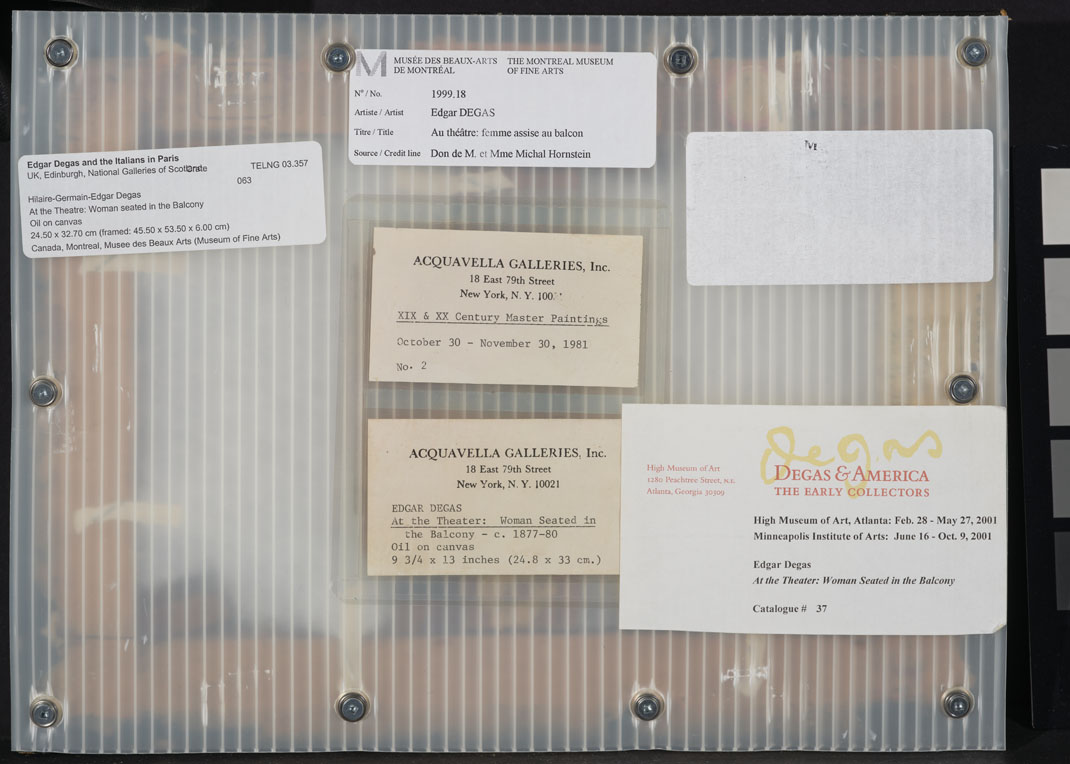 M MUSÉE DES BEAUX-ARTS DE MONTRÉAL
THE MONTREAL MUSEUM OF FINE ARTS
N° / No. 1999.18
Artiste / Artist Edgar DEGAS
Titre / Title Au théâtre: femme assise au balcon
Source / Credit line Don de M. et Mme Michal Hornstein
Edgar Degas and the Italians in Paris
UK, Edinburgh, National Galleries of
TELNG 03.357
063
Hilaire-Germain-Edgar Degas
At the Theatre: Woman seated in the Balcony
Oil on canvas
24.50 x 32.70 cm (framed: 45.50 x 53.50 x 6.00 cm)
Canada, Montreal, Musee des Beaux Arts (Museum of Fine Arts)
M
ACQUAVELLA GALLERIES, Inc.
18 East 79th Street
New York, N. Y.
XIX & XX Century Master Paintings
October 30 - November 30, 1981
No. 2
ACQUAVELLA GALLERIES, Inc.
18 East 79th Street
New York, N. Y. 10021
EDGAR DEGAS
At the Theater: Woman Seated in
the Balcony - c. 1877-80
Oil on canvas
9 3/4 x 13 inches (24.8 x 33 cm.)
High Museum of Art
1280 Peachtree Street, N.E.
Atlanta, Georgia 30309
Degas
DEGAS & AMERICA
THE EARLY COLLECTORS
High Museum of Art, Atlanta: Feb. 28 - May 27, 2001
Minneapolis Institute of Arts: June 16 - Oct. 9, 2001
Edgar Degas
At the Theater: Woman Seated in the Balcony
Catalogue # 37